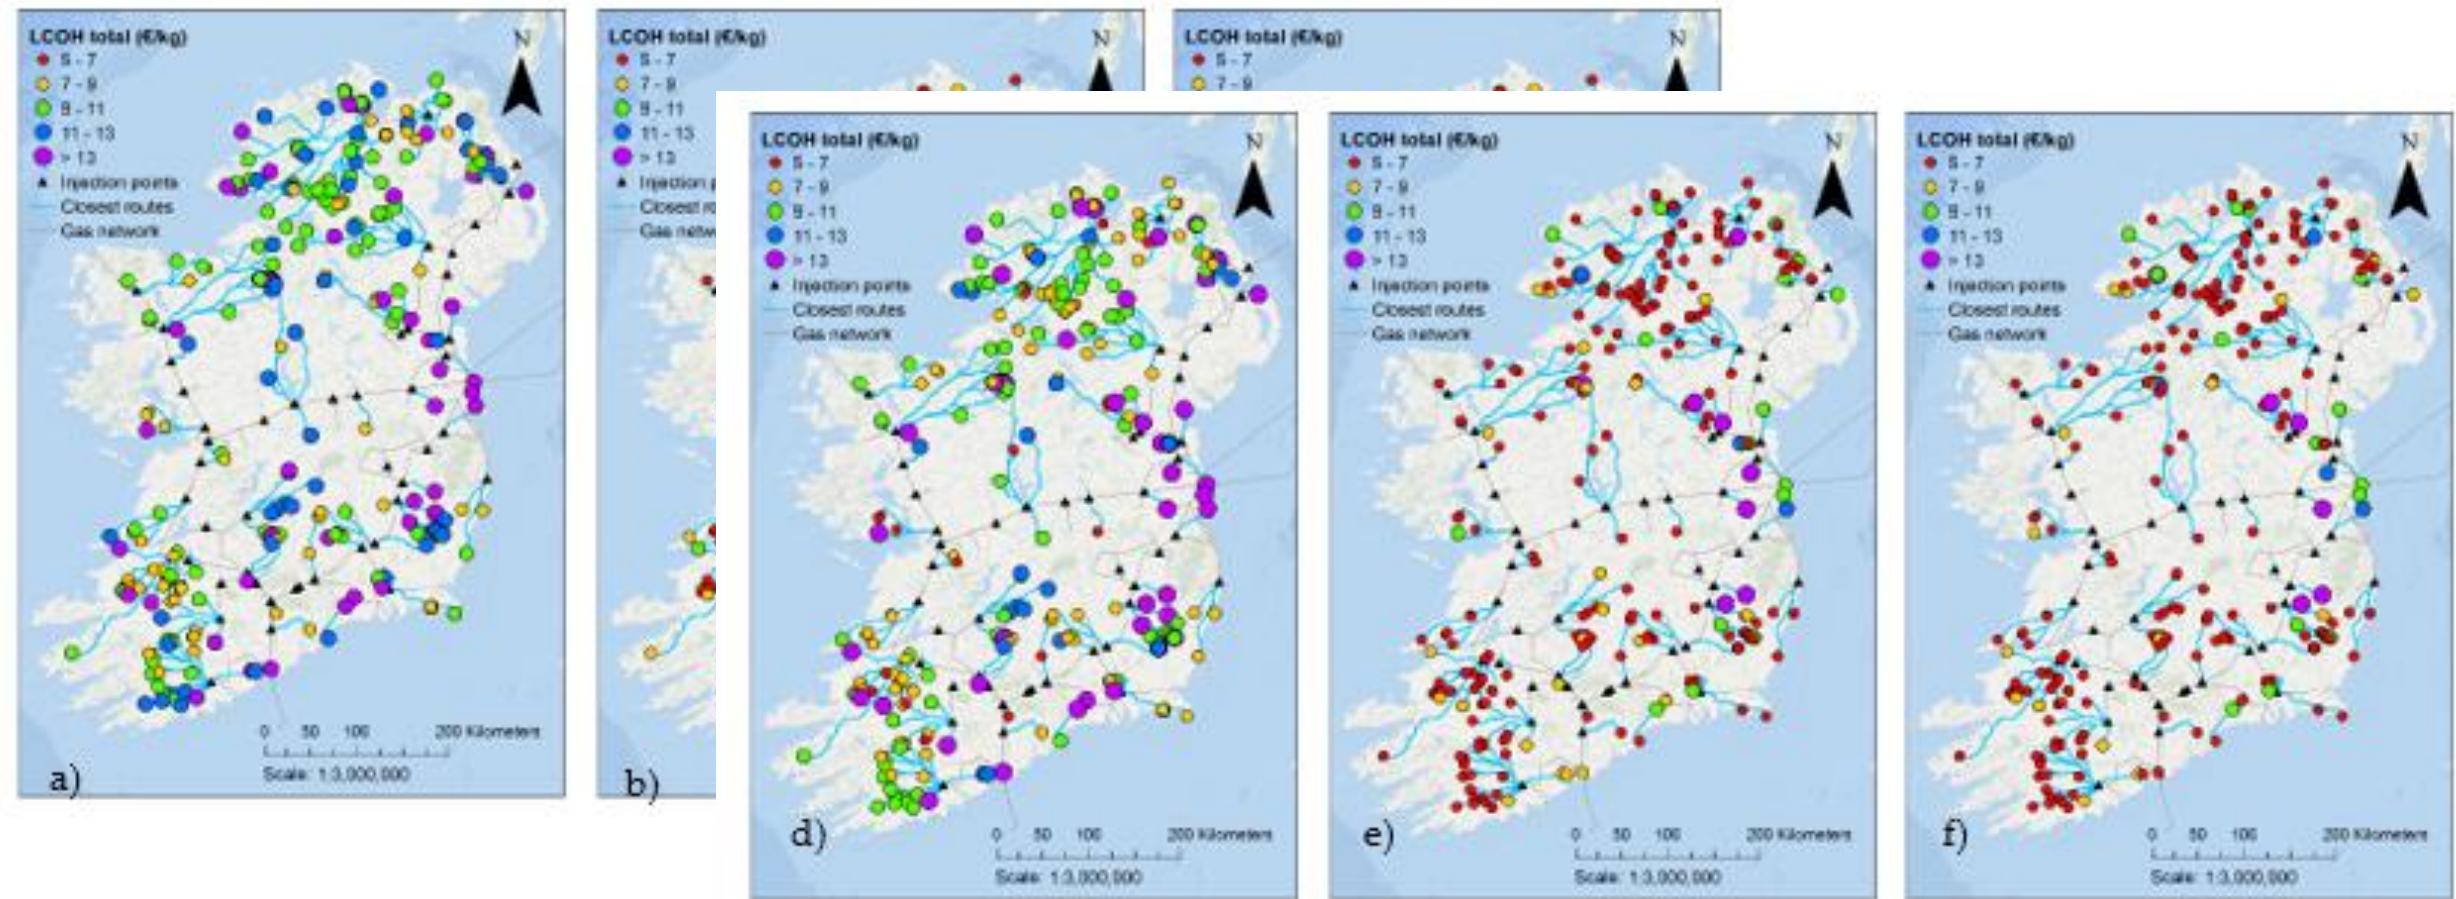 LCOH total (€/kg)
5 - 7
7 - 9
9 - 11
11 - 13
> 13
Injection points
Closest routes
Gas network
N
0 50 100 200 Kilometers
Scale: 1:3,000,000
a)
LCOH total (€/kg)
5 - 7
7 - 9
9 - 11
11 - 13
> 13
Injection p
Closest ro
Gas netw
N
b)
LCOH total (€/kg)
5 - 7
7 - 9
N
LCOH total (€/kg)
5 - 7
7 - 9
9 - 11
11 - 13
> 13
Injection points
Closest routes
Gas network
N
0 50 100 200 Kilometers
Scale: 1:3,000,000
d)
LCOH total (€/kg)
5 - 7
7 - 9
9 - 11
11 - 13
> 13
Injection points
Closest routes
Gas network
N
0 50 100 200 Kilometers
Scale: 1:3,000,000
e)
LCOH total (€/kg)
5 - 7
7 - 9
9 - 11
11 - 13
> 13
Injection points
Closest routes
Gas network
N
0 50 100 200 Kilometers
Scale: 1:3,000,000
f)